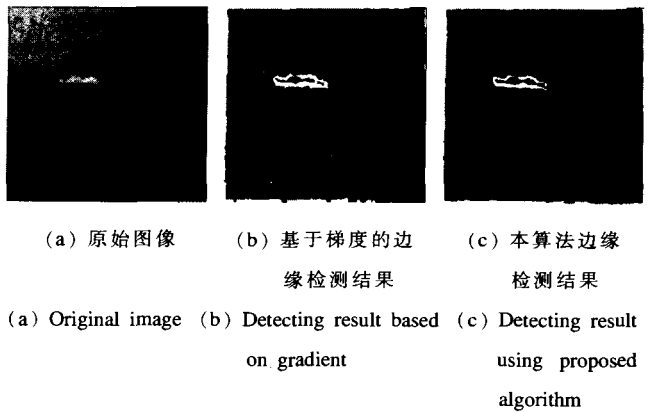 (a) 原始图像 (b) 基于梯度的边 (c) 本算法边缘
缘检测结果 检测结果
(a) Original image (b) Detecting result based (c) Detecting result
on gradient using proposed
algorithm